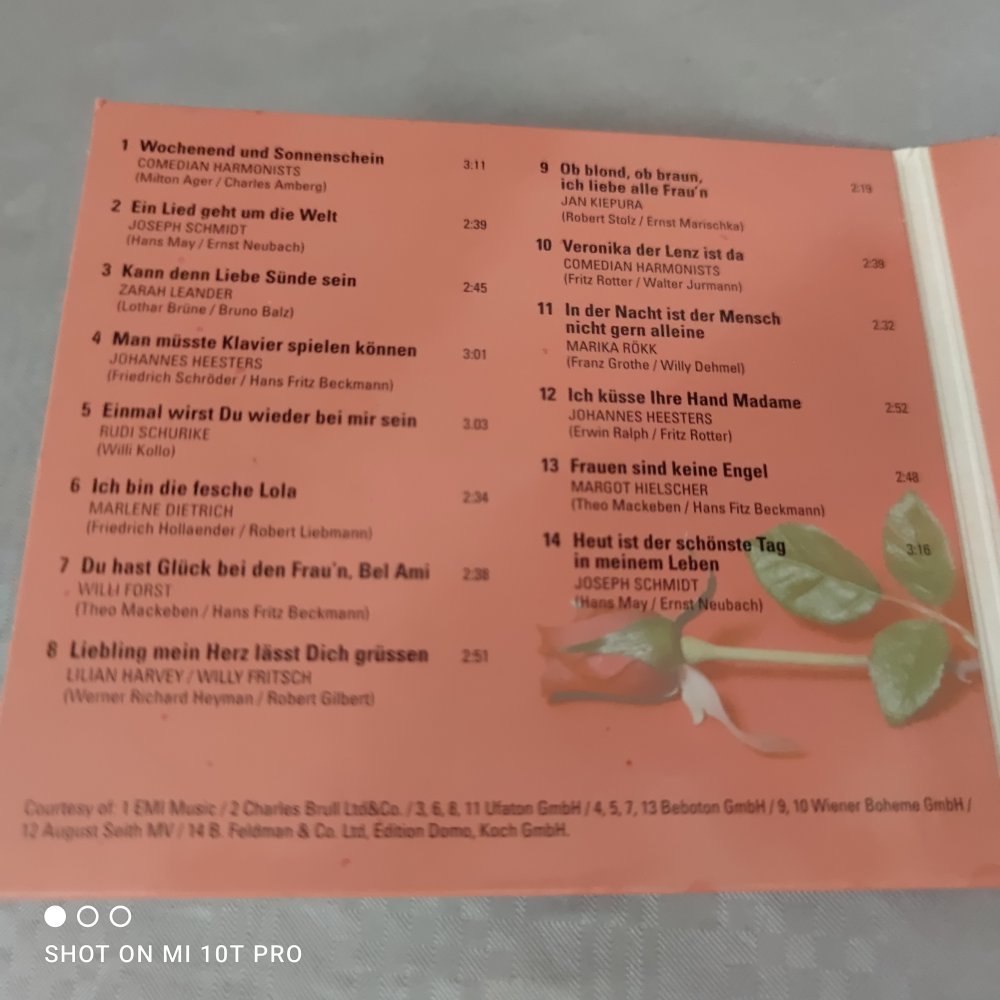 1 Wochenend und Sonnenschein 3:11
COMEDIAN HARMONISTS
(Milton Ager / Charles Amberg)
2 Ein Lied geht um die Welt 2:39
JOSEPH SCHMIDT
(Hans May / Ernst Neubach)
3 Kann denn Liebe Sünde sein 2:45
ZARAH LEANDER
(Lothar Brüne / Bruno Balz)
4 Man müsste Klavier spielen können 3:01
JOHANNES HEESTERS
(Friedrich Schröder / Hans Fritz Beckmann)
5 Einmal wirst Du wieder bei mir sein 3.03
RUDI SCHURIKE
(Willi Kollo)
6 Ich bin die fesche Lola 2:34
MARLENE DIETRICH
(Friedrich Hollaender / Robert Liebmann)
7 Du hast Glück bei den Frau'n, Bel Ami 2:38
WILLI FORST
(Theo Mackeben / Hans Fritz Beckmann)
8 Liebling mein Herz lässt Dich grüssen 2:51
LILIAN HARVEY / WILLY FRITSCH
(Werner Richard Heyman / Robert Gilbert)
9 Ob blond, ob braun,
ich liebe alle Frau'n 2:19
JAN KIEPURA
(Robert Stolz / Ernst Marischka)
10 Veronika der Lenz ist da 2:39
COMEDIAN HARMONISTS
(Fritz Rotter / Walter Jurmann)
11 In der Nacht ist der Mensch
nicht gern alleine 2:32
MARIKA RÖKK
(Franz Grothe / Willy Dehmel)
12 Ich küsse Ihre Hand Madame 2:52
JOHANNES HEESTERS
(Erwin Ralph / Fritz Rotter)
13 Frauen sind keine Engel 2:48
MARGOT HIELSCHER
(Theo Mackeben / Hans Fitz Beckmann)
14 Heut ist der schönste Tag
in meinem Leben 3:16
JOSEPH SCHMIDT
(Hans May / Ernst Neubach)
Courtesy of: 1 EMI Music / 2 Charles Brull Ltd&Co. / 3, 6, 8, 11 Ufaton GmbH / 4, 5, 7, 13 Beboton GmbH / 9, 10 Wiener Boheme GmbH /
12 August Seith MV / 14 B. Feldman & Co. Ltd, Edition Domo, Koch GmbH.
SHOT ON MI 10T PRO